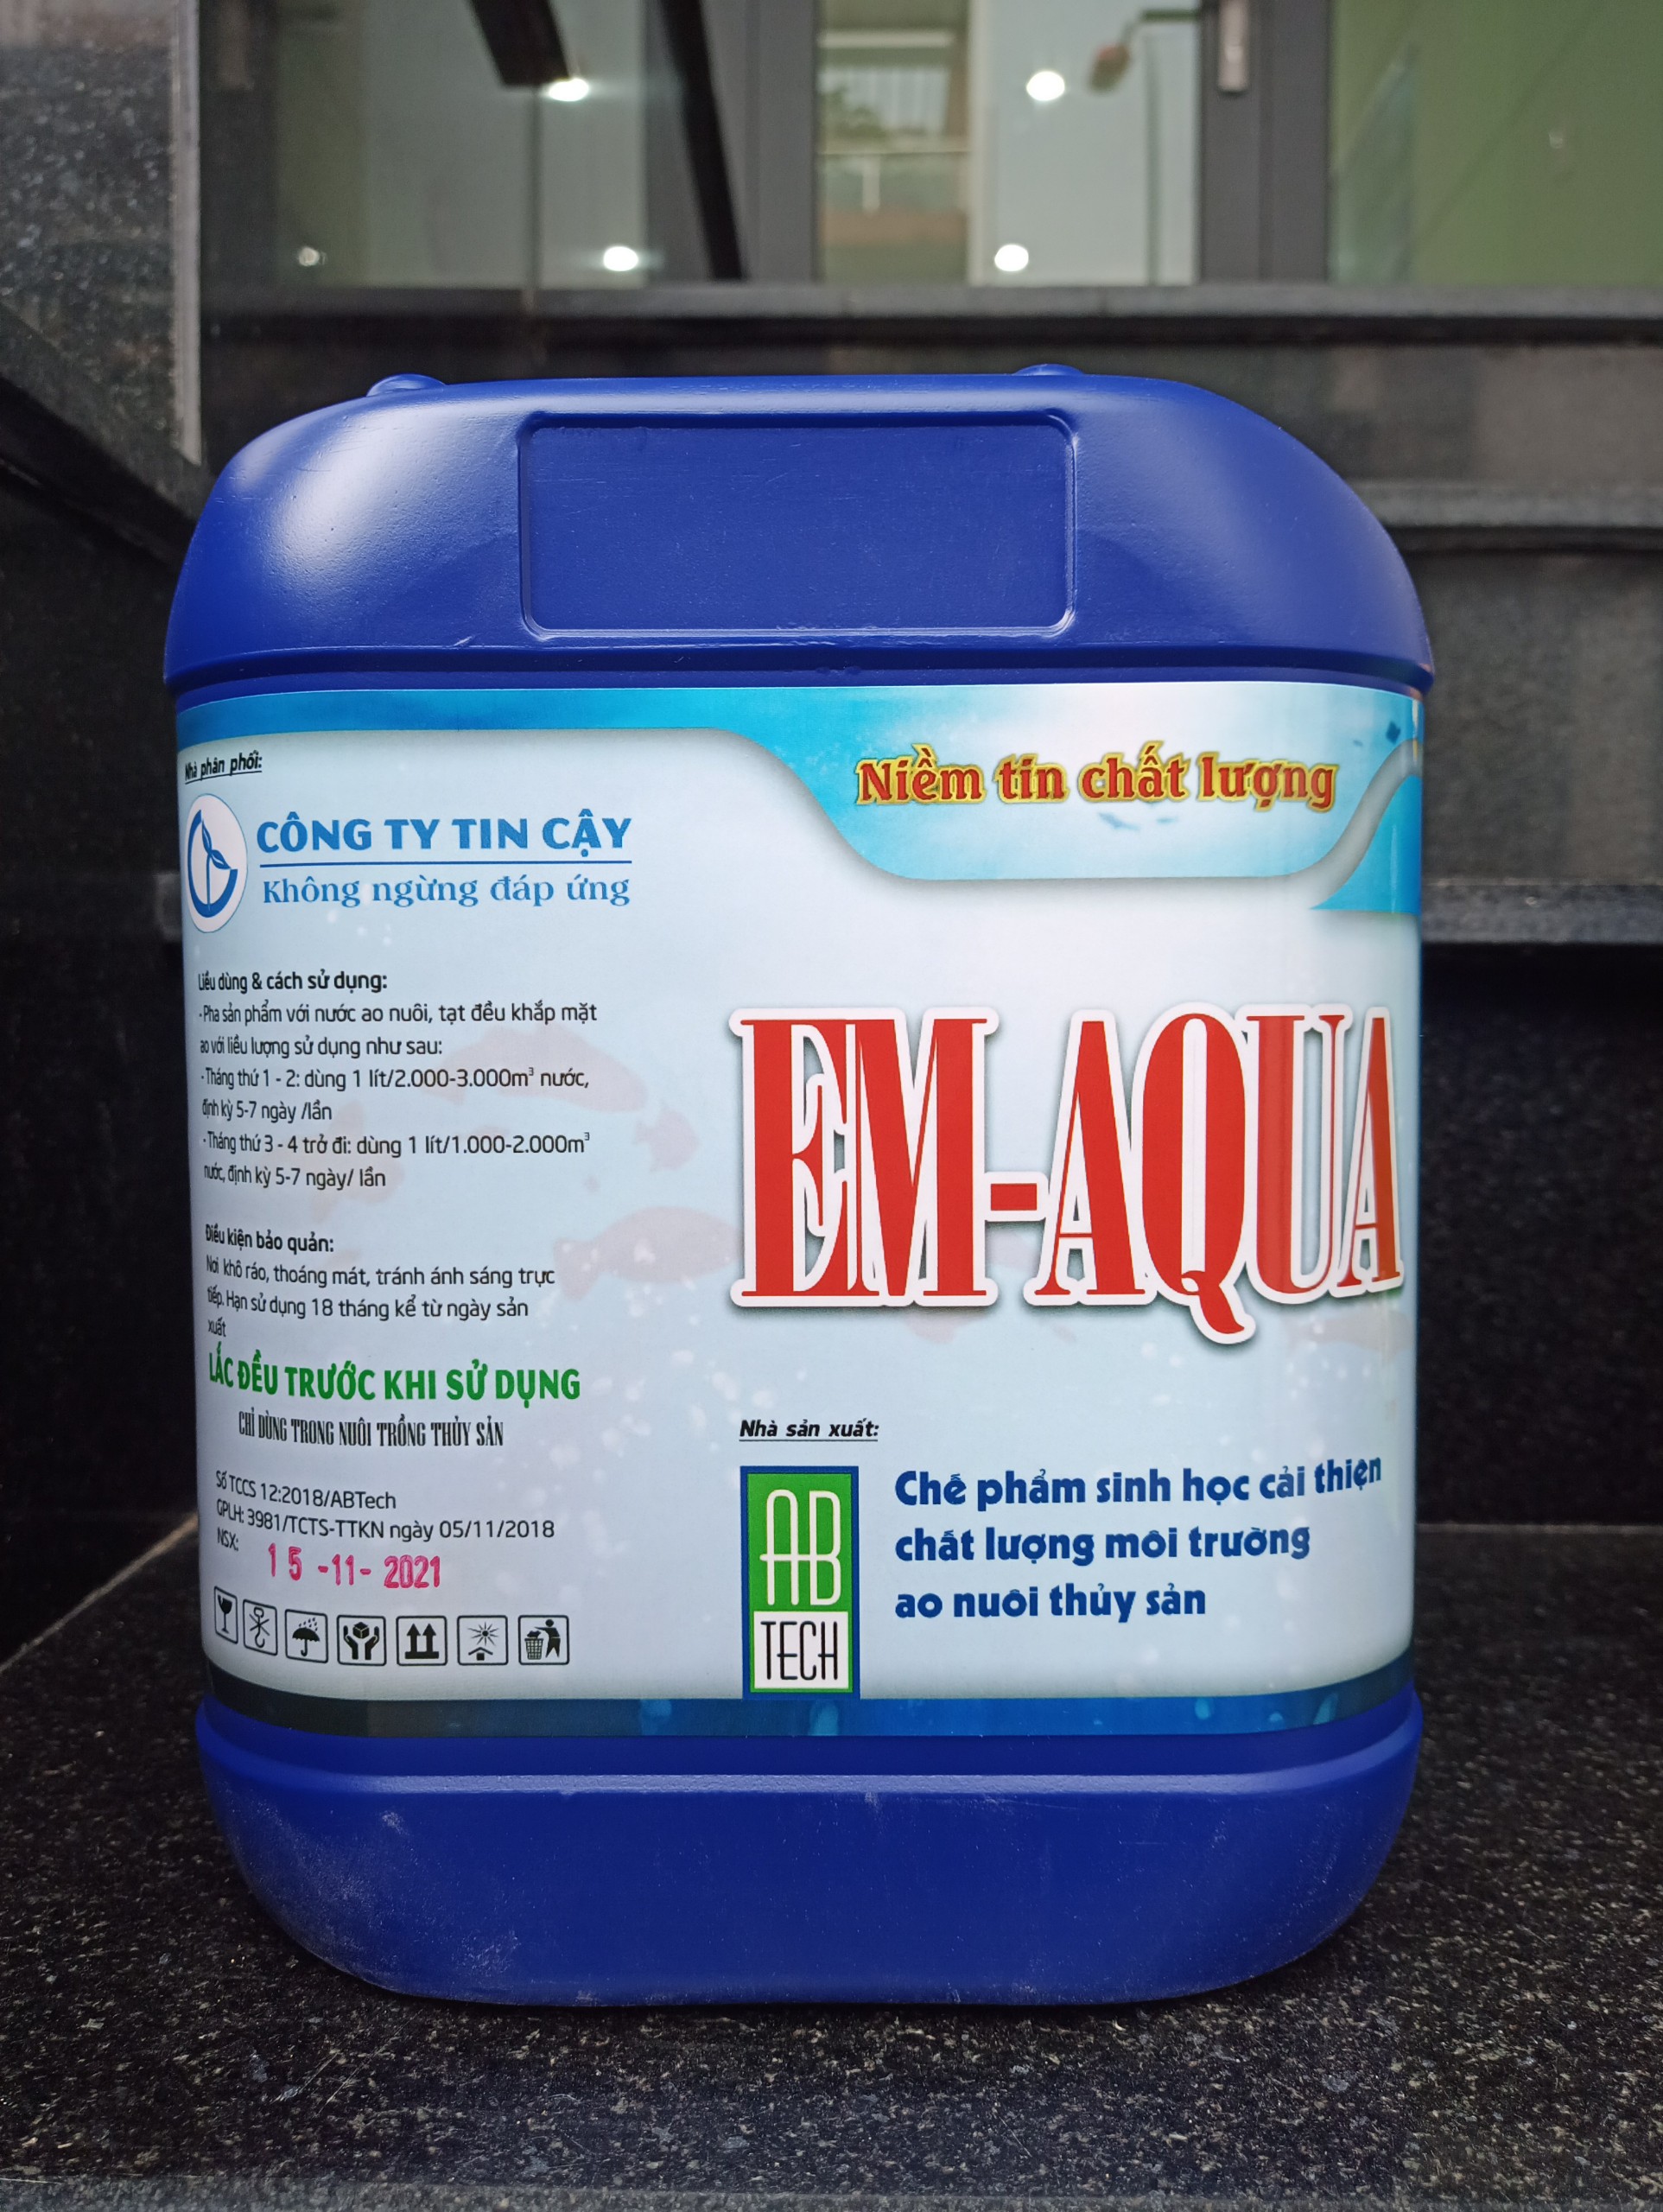 Nhà phân phối:
CÔNG TY TIN CẬY
Không ngừng đáp ứng
Niềm tin chất lượng
Liều dùng & cách sử dụng:
- Pha sản phẩm với nước ao nuôi, tạt đều khắp mặt
ao với liều lượng sử dụng như sau:
- Tháng thứ 1 - 2: dùng 1 lít/2.000-3.000m³ nước,
định kỳ 5-7 ngày /lần
- Tháng thứ 3 - 4 trở đi: dùng 1 lít/1.000-2.000m³
nước, định kỳ 5-7 ngày/ lần
Điều kiện bảo quản:
Nơi khô ráo, thoáng mát, tránh ánh sáng trực
tiếp. Hạn sử dụng 18 tháng kể từ ngày sản
xuất
LẮC ĐỀU TRƯỚC KHI SỬ DỤNG
CHỈ DÙNG TRONG NUÔI TRỒNG THỦY SẢN
Số TCCS 12:2018/ABTech
GPLH: 3981/TCTS-TTKN ngày 05/11/2018
NSX:
15 -11- 2021
EM-AQUA
Nhà sản xuất:
AB
TECH
Chế phẩm sinh học cải thiện
chất lượng môi trường
ao nuôi thủy sản